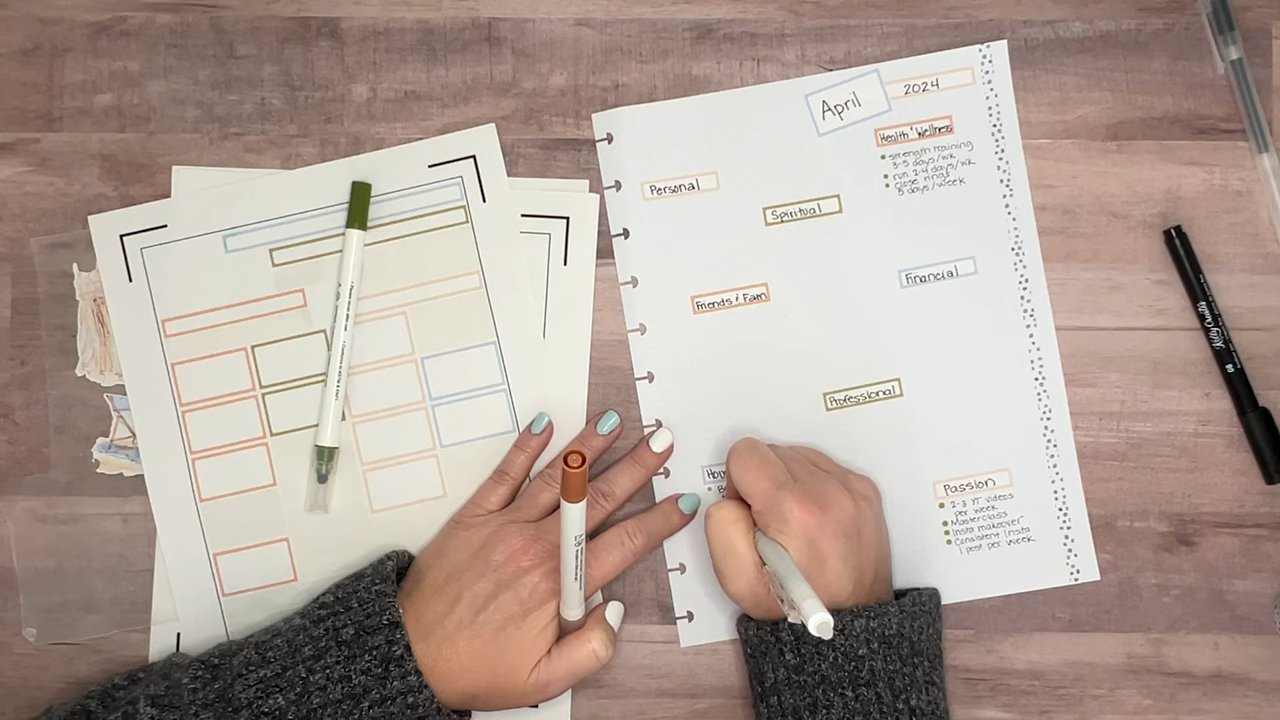 April
2024
Health & Wellness
strength training
3-5 days/wk
run 2-4 days/wk
close rings
5 days/week
Personal
Spiritual
Financial
Friends & Fam
Professional
Passion
2-3 YT videos
per week
Masterclass
Insta makeover
Consistent Insta
1 post per week
Kelly Creates